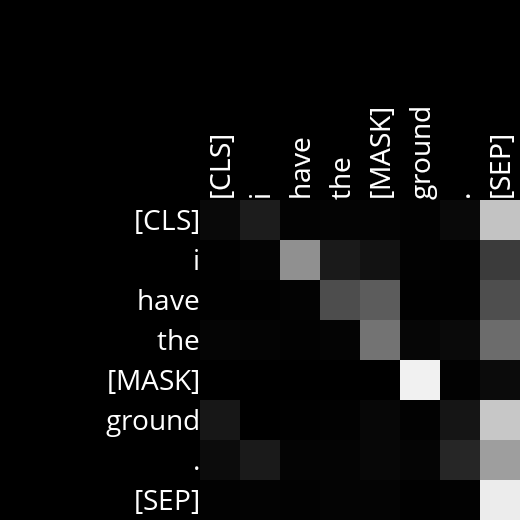 [CLS] i have the [MASK] ground . [SEP]
[CLS]
i
have
the
[MASK]
ground
.
[SEP]